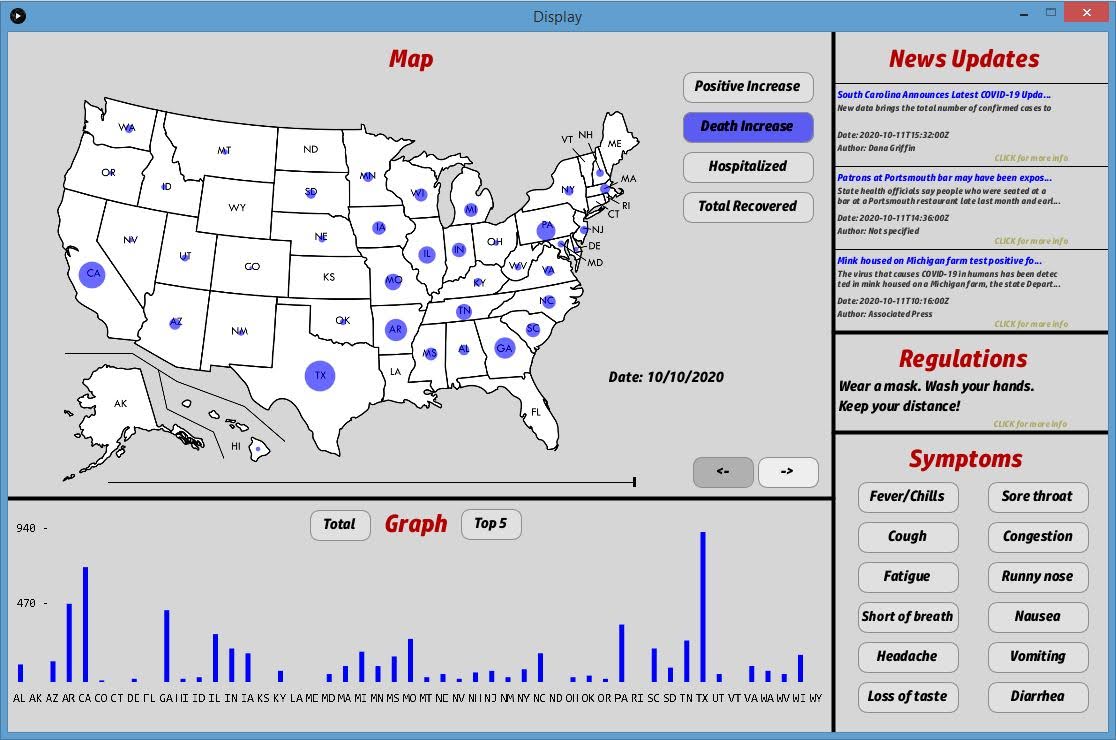 Display
Map
Positive Increase
Death Increase
Hospitalized
Total Recovered
WA
MT
ND
MN
VT
NH
ME
OR
ID
SD
WI
MI
NY
MA
WY
RI
CT
IA
NE
PA
NJ
NV
UT
IL
IN
OH
DE
MD
CA
CO
KS
MO
WV
VA
KY
AZ
NM
OK
AR
TN
NC
SC
MS
AL
GA
TX
LA
FL
AK
HI
Date: 10/10/2020
<-
->
Total
Graph
Top 5
940 -
470 -
AL AK AZ AR CA CO CT DE FL GA HI ID IL IN IA KS KY LA ME MD MA MI MN MS MO MT NE NV NH NJ NM NY NC ND OH OK OR PA RI SC SD TN TX UT VT VA WA WV WI WY
News Updates
South Carolina Announces Latest COVID-19 Upda...
New data brings the total number of confirmed cases to
Date: 2020-10-11T15:32:00Z
Author: Dana Griffin
CLICK for more info
Patrons at Portsmouth bar may have been expos...
State health officials say people who were seated at a
bar at a Portsmouth restaurant late last month and earl...
Date: 2020-10-11T14:36:00Z
Author: Not specified
CLICK for more info
Mink housed on Michigan farm test positive fo...
The virus that causes COVID-19 in humans has been detec
ted in mink housed on a Michigan farm, the state Depart...
Date: 2020-10-11T10:16:00Z
Author: Associated Press
CLICK for more info
Regulations
Wear a mask. Wash your hands.
Keep your distance!
CLICK for more info
Symptoms
Fever/Chills
Sore throat
Cough
Congestion
Fatigue
Runny nose
Short of breath
Nausea
Headache
Vomiting
Loss of taste
Diarrhea